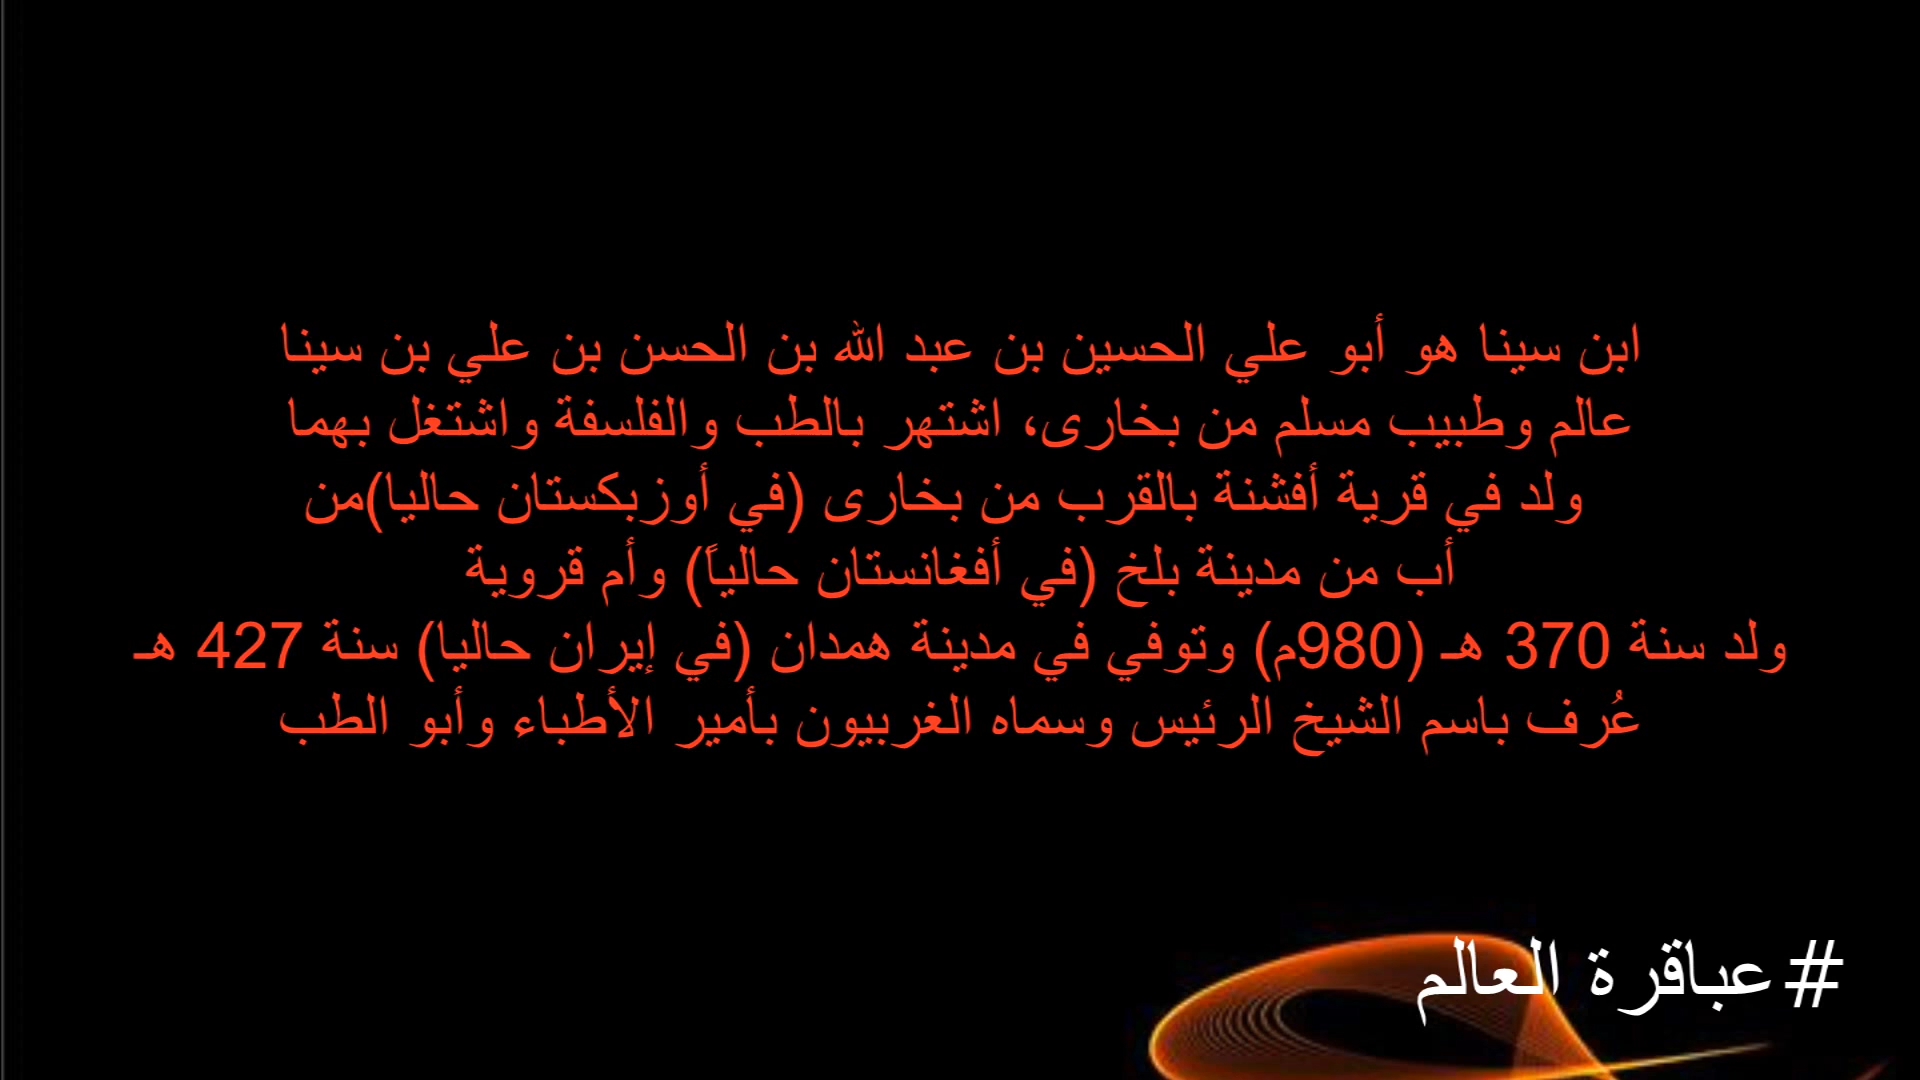 ابن سينا هو أبو علي الحسين بن عبد الله بن الحسن بن علي بن سينا
عالم وطبيب مسلم من بخارى، اشتهر بالطب والفلسفة واشتغل بهما
ولد في قرية أفشنة بالقرب من بخارى (في أوزبكستان حاليا)من
أب من مدينة بلخ (في أفغانستان حالياً) وأم قروية
ولد سنة 370 هـ (980م) وتوفي في مدينة همدان (في إيران حاليا) سنة 427 هـ
عُرف باسم الشيخ الرئيس وسماه الغربيون بأمير الأطباء وأبو الطب
#عباقرة العالم